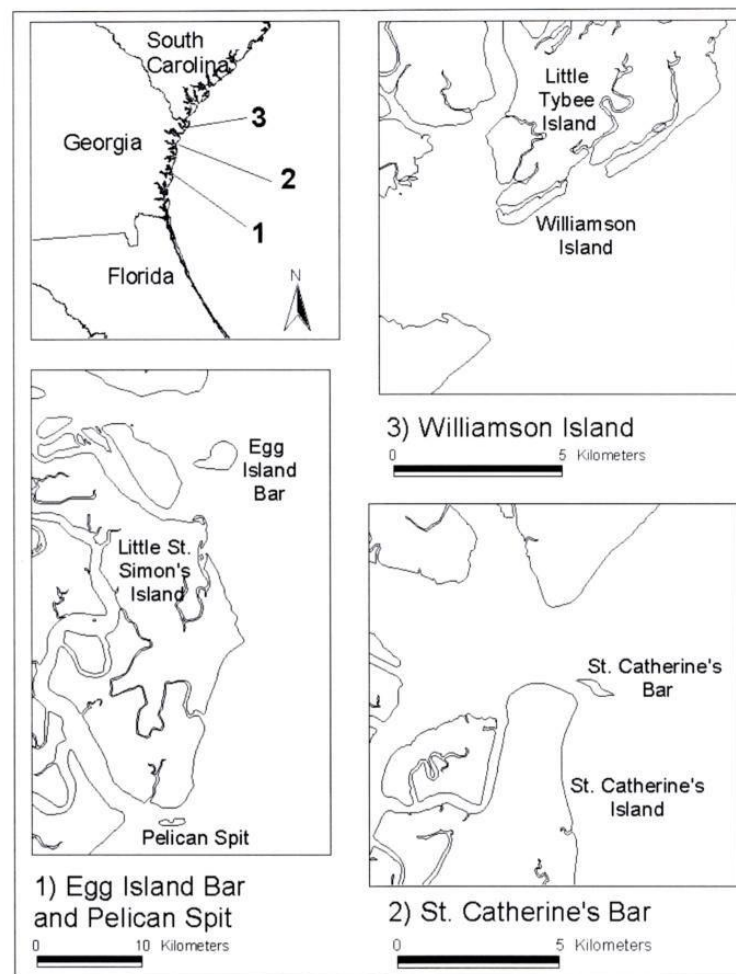 South
Carolina
3
Georgia
2
1
Florida
N
Little
Tybee
Island
Williamson
Island
3) Williamson Island
0 5 Kilometers
Egg
Island
Bar
Little St.
Simon's
Island
Pelican Spit
1) Egg Island Bar
and Pelican Spit
0 10 Kilometers
St. Catherine's
Bar
St. Catherine's
Island
2) St. Catherine's Bar
0 5 Kilometers